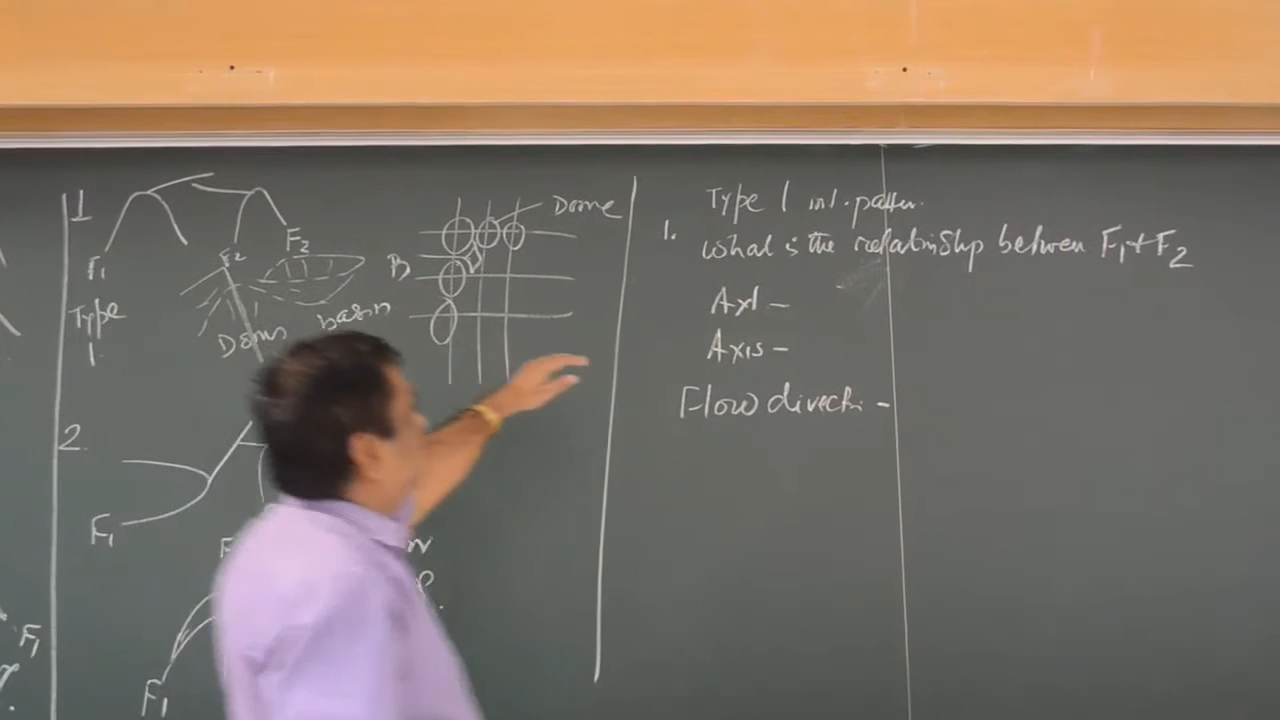 1
F₁
F₂
F₂
Type
1.
Dome
basin
B
Dome
2.
F₁
F₁
F₁
Type 1 int. patter.
1. What is the relationship between F₁ & F₂
Axl -
Axis -
Flow directi -